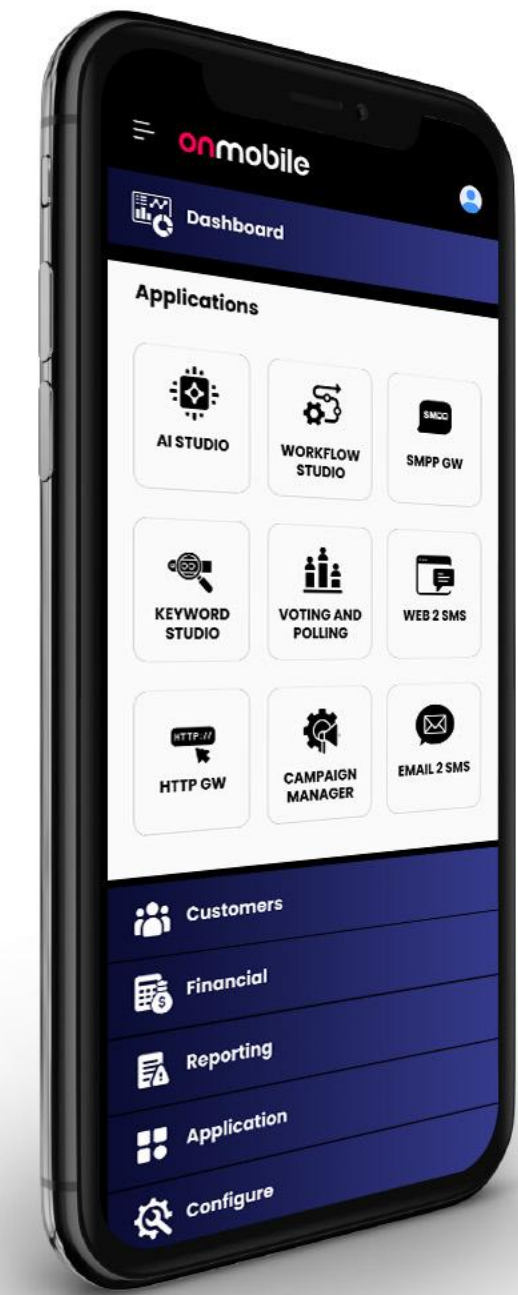 onmobile
Dashboard
Applications
AI STUDIO
WORKFLOW
STUDIO
SMPP GW
KEYWORD
STUDIO
VOTING AND
POLLING
WEB 2 SMS
HTTP://
HTTP GW
CAMPAIGN
MANAGER
EMAIL 2 SMS
Customers
Financial
Reporting
Application
Configure